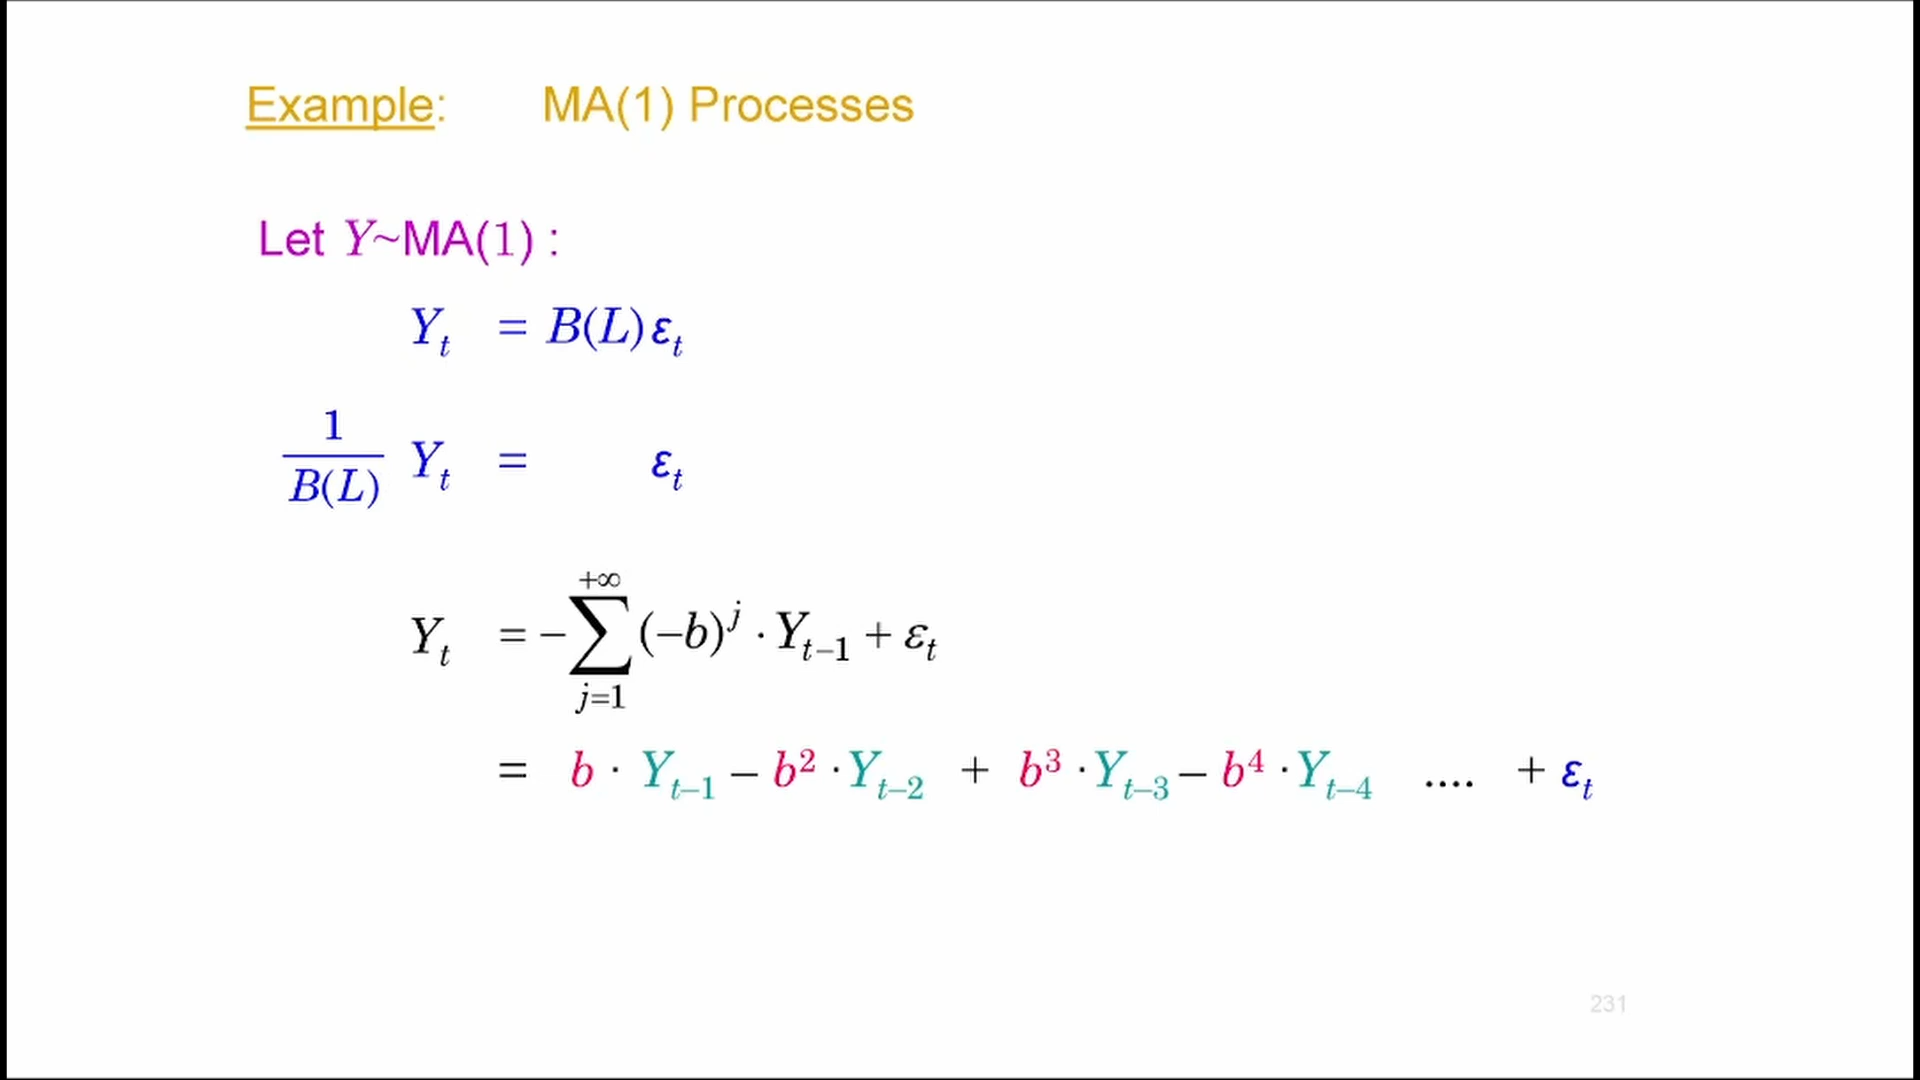 Example: MA(1) Processes
Let Y~MA(1) :
Y_t = B(L) ε_t
1/B(L) Y_t = ε_t
Y_t = −∑_{j=1}^{+∞} (−b)^j · Y_{t−1} + ε_t
= b · Y_{t−1} − b² · Y_{t−2} + b³ · Y_{t−3} − b⁴ · Y_{t−4} .... + ε_t
231